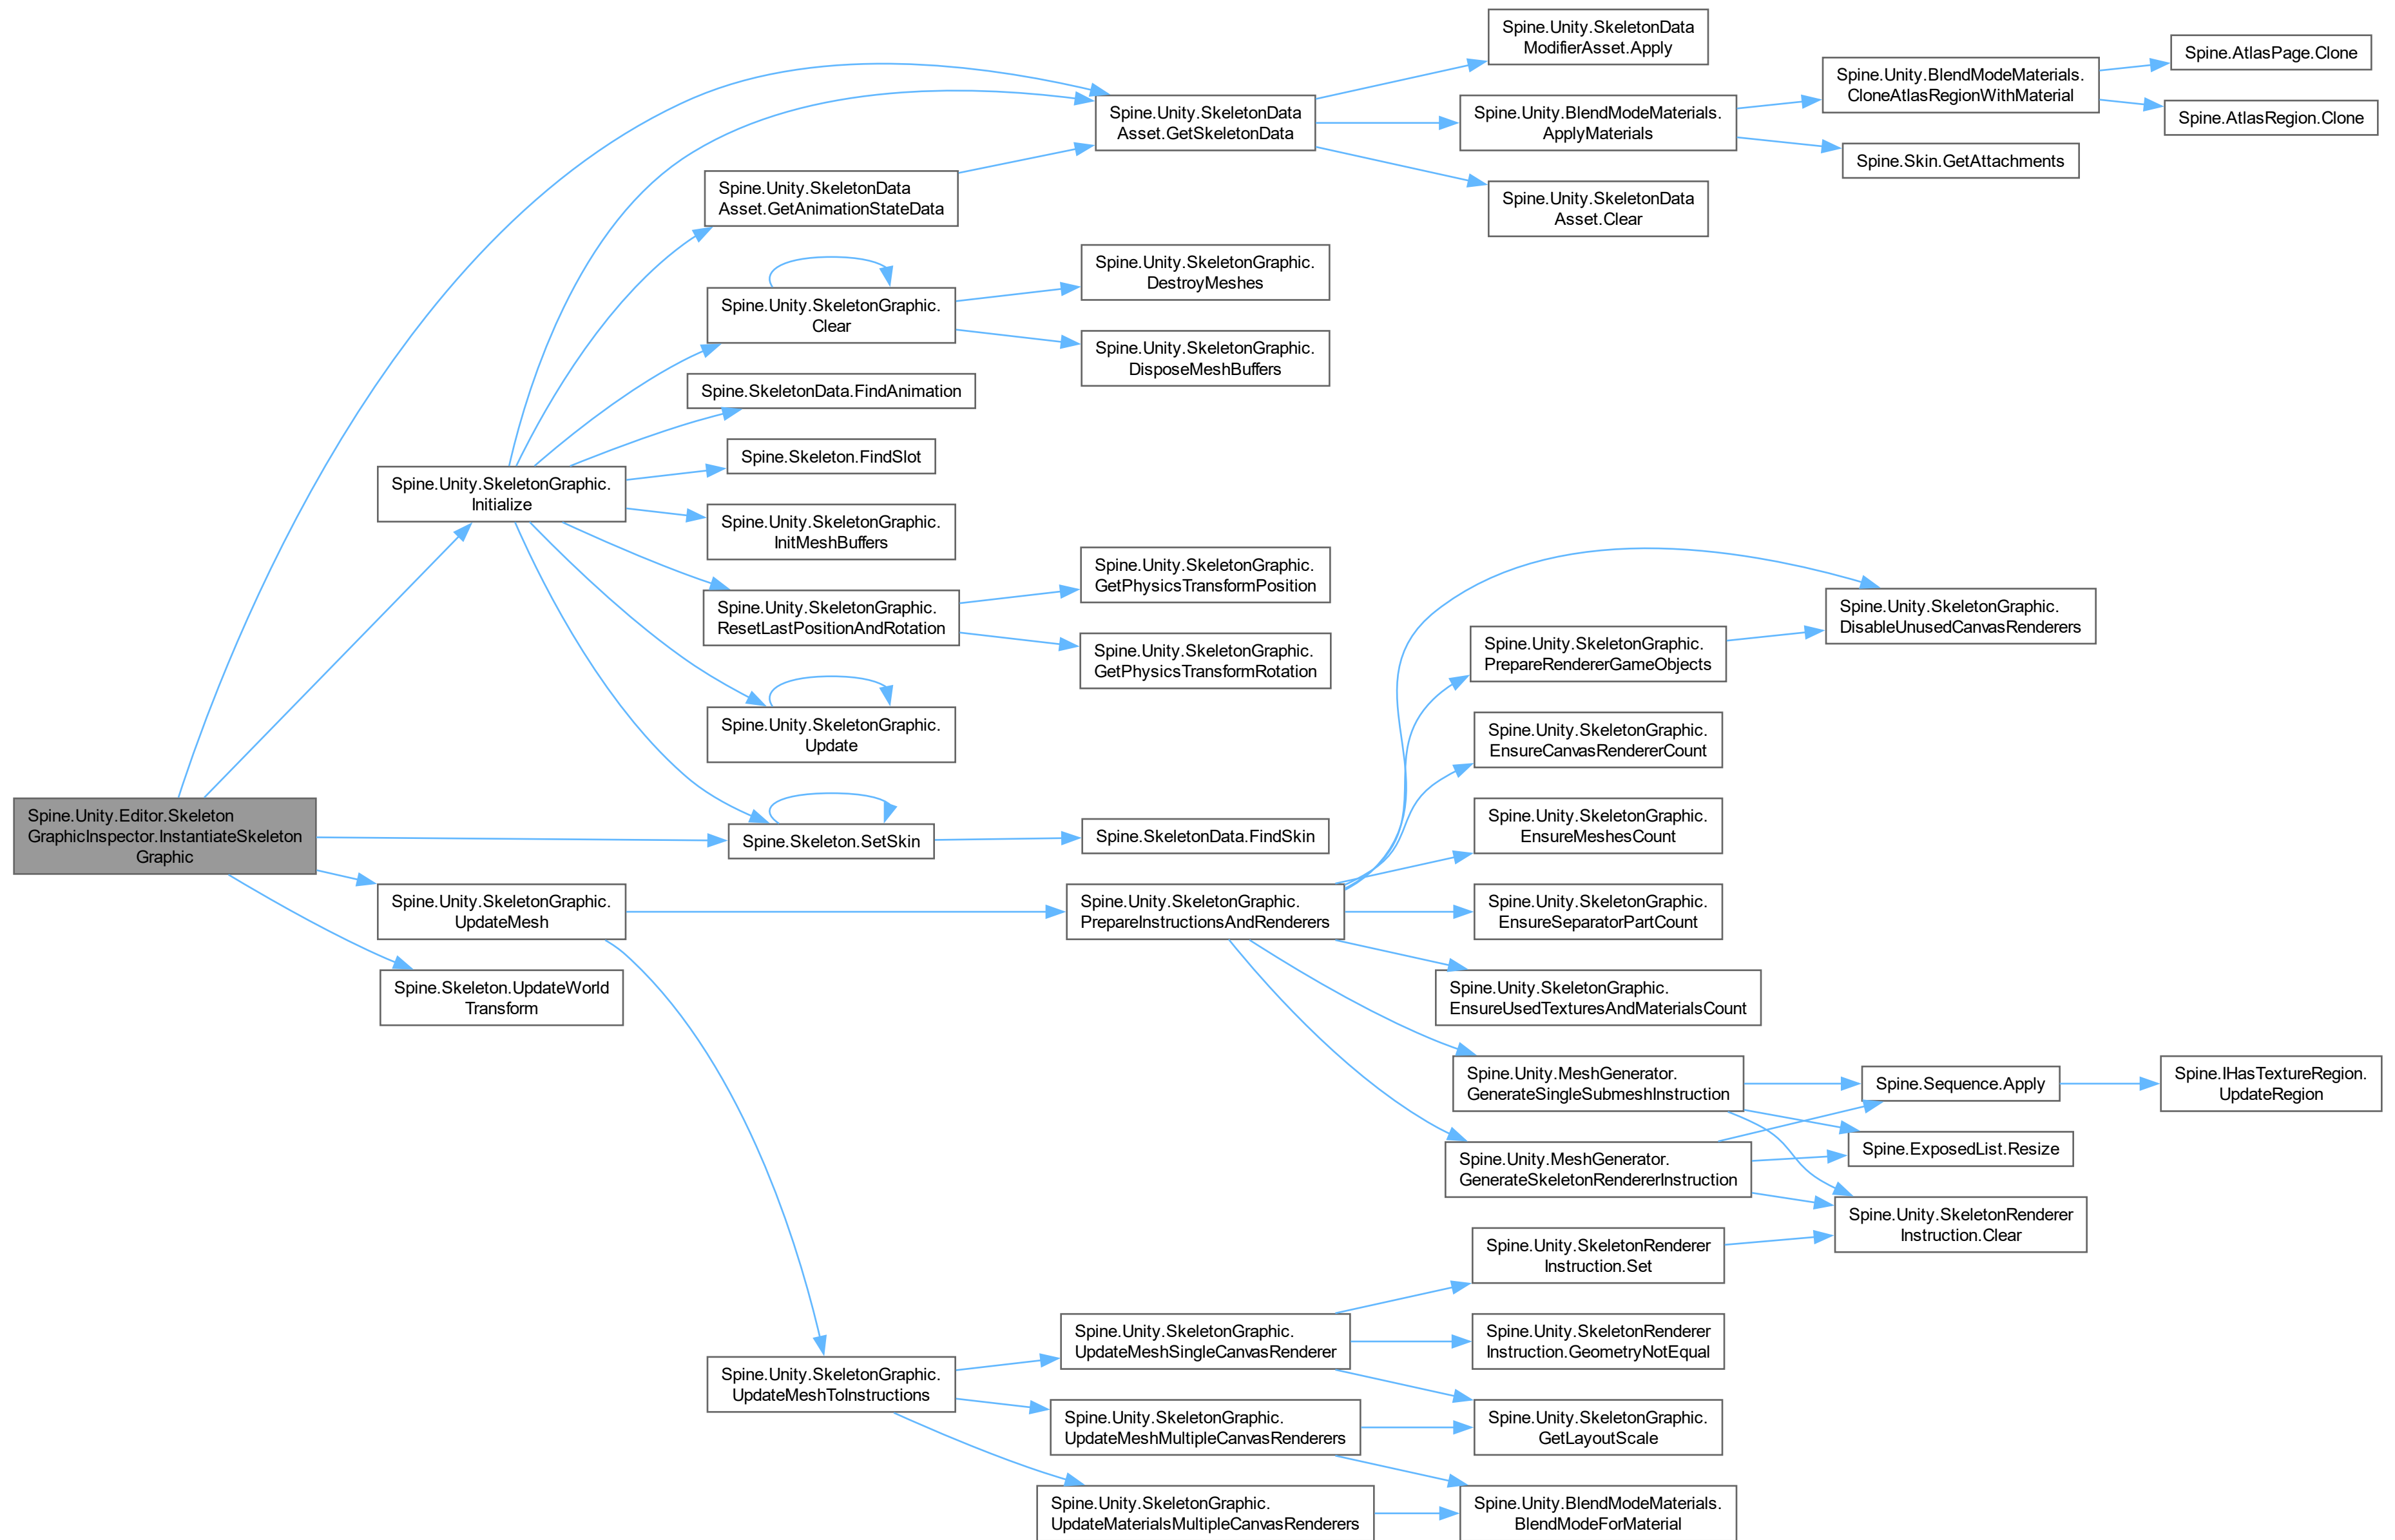 Spine.Unity.Editor.Skeleton
GraphicInspector.InstantiateSkeleton
Graphic
Spine.Unity.SkeletonGraphic.
Initialize
Spine.Unity.SkeletonGraphic.
UpdateMesh
Spine.Skeleton.UpdateWorld
Transform
Spine.Unity.SkeletonData
Asset.GetAnimationStateData
Spine.Unity.SkeletonGraphic.
Clear
Spine.SkeletonData.FindAnimation
Spine.Skeleton.FindSlot
Spine.Unity.SkeletonGraphic.
InitMeshBuffers
Spine.Unity.SkeletonGraphic.
ResetLastPositionAndRotation
Spine.Unity.SkeletonGraphic.
Update
Spine.Skeleton.SetSkin
Spine.Unity.SkeletonGraphic.
UpdateMeshToInstructions
Spine.Unity.SkeletonData
Asset.GetSkeletonData
Spine.Unity.SkeletonGraphic.
DestroyMeshes
Spine.Unity.SkeletonGraphic.
DisposeMeshBuffers
Spine.Unity.SkeletonGraphic.
GetPhysicsTransformPosition
Spine.Unity.SkeletonGraphic.
GetPhysicsTransformRotation
Spine.SkeletonData.FindSkin
Spine.Unity.SkeletonGraphic.
PrepareInstructionsAndRenderers
Spine.Unity.SkeletonGraphic.
UpdateMeshSingleCanvasRenderer
Spine.Unity.SkeletonGraphic.
UpdateMeshMultipleCanvasRenderers
Spine.Unity.SkeletonGraphic.
UpdateMaterialsMultipleCanvasRenderers
Spine.Unity.SkeletonData
ModifierAsset.Apply
Spine.Unity.BlendModeMaterials.
ApplyMaterials
Spine.Unity.SkeletonData
Asset.Clear
Spine.Unity.SkeletonGraphic.
PrepareRendererGameObjects
Spine.Unity.SkeletonGraphic.
EnsureCanvasRendererCount
Spine.Unity.SkeletonGraphic.
EnsureMeshesCount
Spine.Unity.SkeletonGraphic.
EnsureSeparatorPartCount
Spine.Unity.SkeletonGraphic.
EnsureUsedTexturesAndMaterialsCount
Spine.Unity.MeshGenerator.
GenerateSingleSubmeshInstruction
Spine.Unity.MeshGenerator.
GenerateSkeletonRendererInstruction
Spine.Unity.SkeletonRenderer
Instruction.Set
Spine.Unity.SkeletonRenderer
Instruction.GeometryNotEqual
Spine.Unity.SkeletonGraphic.
GetLayoutScale
Spine.Unity.BlendModeMaterials.
BlendModeForMaterial
Spine.Unity.BlendModeMaterials.
CloneAtlasRegionWithMaterial
Spine.Skin.GetAttachments
Spine.Unity.SkeletonGraphic.
DisableUnusedCanvasRenderers
Spine.Sequence.Apply
Spine.ExposedList.Resize
Spine.Unity.SkeletonRenderer
Instruction.Clear
Spine.AtlasPage.Clone
Spine.AtlasRegion.Clone
Spine.IHasTextureRegion.
UpdateRegion